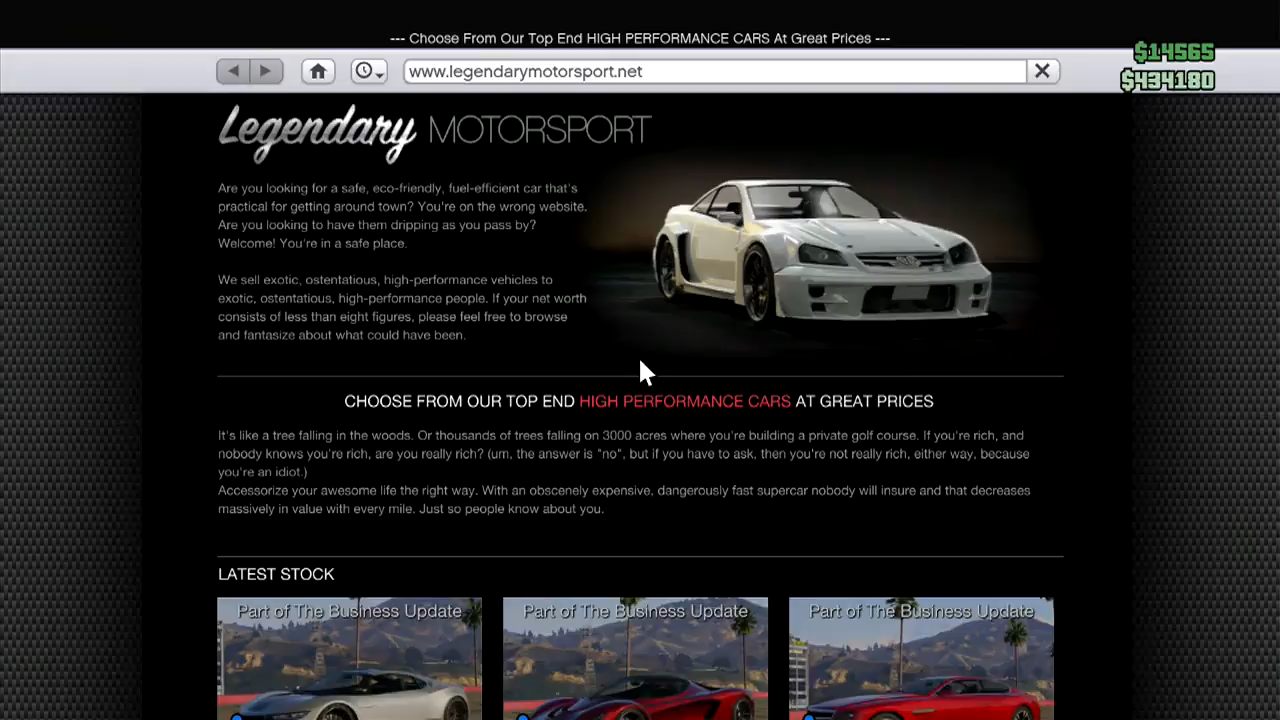 --- Choose From Our Top End HIGH PERFORMANCE CARS At Great Prices ---
$14565
www.legendarymotorsport.net
$434180
Legendary MOTORSPORT
Are you looking for a safe, eco-friendly, fuel-efficient car that's
practical for getting around town? You're on the wrong website.
Are you looking to have them dripping as you pass by?
Welcome! You're in a safe place.
We sell exotic, ostentatious, high-performance vehicles to
exotic, ostentatious, high-performance people. If your net worth
consists of less than eight figures, please feel free to browse
and fantasize about what could have been.
CHOOSE FROM OUR TOP END HIGH PERFORMANCE CARS AT GREAT PRICES
It's like a tree falling in the woods. Or thousands of trees falling on 3000 acres where you're building a private golf course. If you're rich, and
nobody knows you're rich, are you really rich? (um, the answer is "no", but if you have to ask, then you're not really rich, either way, because
you're an idiot.)
Accessorize your awesome life the right way. With an obscenely expensive, dangerously fast supercar nobody will insure and that decreases
massively in value with every mile. Just so people know about you.
LATEST STOCK
Part of The Business Update
Part of The Business Update
Part of The Business Update